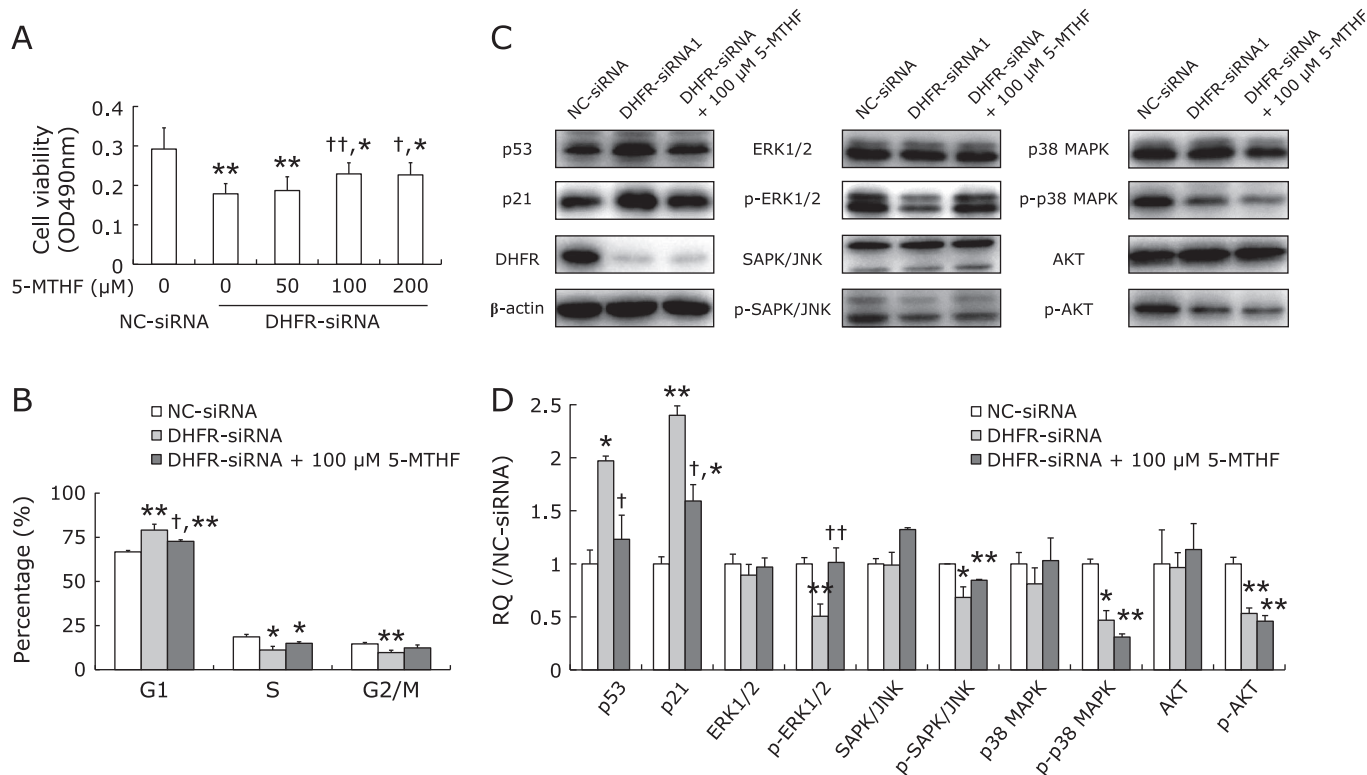 A
Cell viability
(OD490nm)
0.4
0.3
0.2
0.1
0
**
**
††,*
†,*
5-MTHF (µM)
0
0
50
100
200
NC-siRNA
DHFR-siRNA
C
NC-siRNA
DHFR-siRNA1
DHFR-siRNA
+ 100 µM 5-MTHF
NC-siRNA
DHFR-siRNA1
DHFR-siRNA
+ 100 µM 5-MTHF
NC-siRNA
DHFR-siRNA1
DHFR-siRNA
+ 100 µM 5-MTHF
p53
p21
DHFR
β-actin
ERK1/2
p-ERK1/2
SAPK/JNK
p-SAPK/JNK
p38 MAPK
p-p38 MAPK
AKT
p-AKT
B
NC-siRNA
DHFR-siRNA
DHFR-siRNA + 100 µM 5-MTHF
Percentage (%)
100
75
50
25
0
**
†,**
*
*
**
G1
S
G2/M
D
NC-siRNA
DHFR-siRNA
DHFR-siRNA + 100 µM 5-MTHF
RQ (/NC-siRNA)
2.5
2
1.5
1
0.5
0
*
†
**
†,*
**
††
*
**
*
**
**
**
p53
p21
ERK1/2
p-ERK1/2
SAPK/JNK
p-SAPK/JNK
p38 MAPK
p-p38 MAPK
AKT
p-AKT